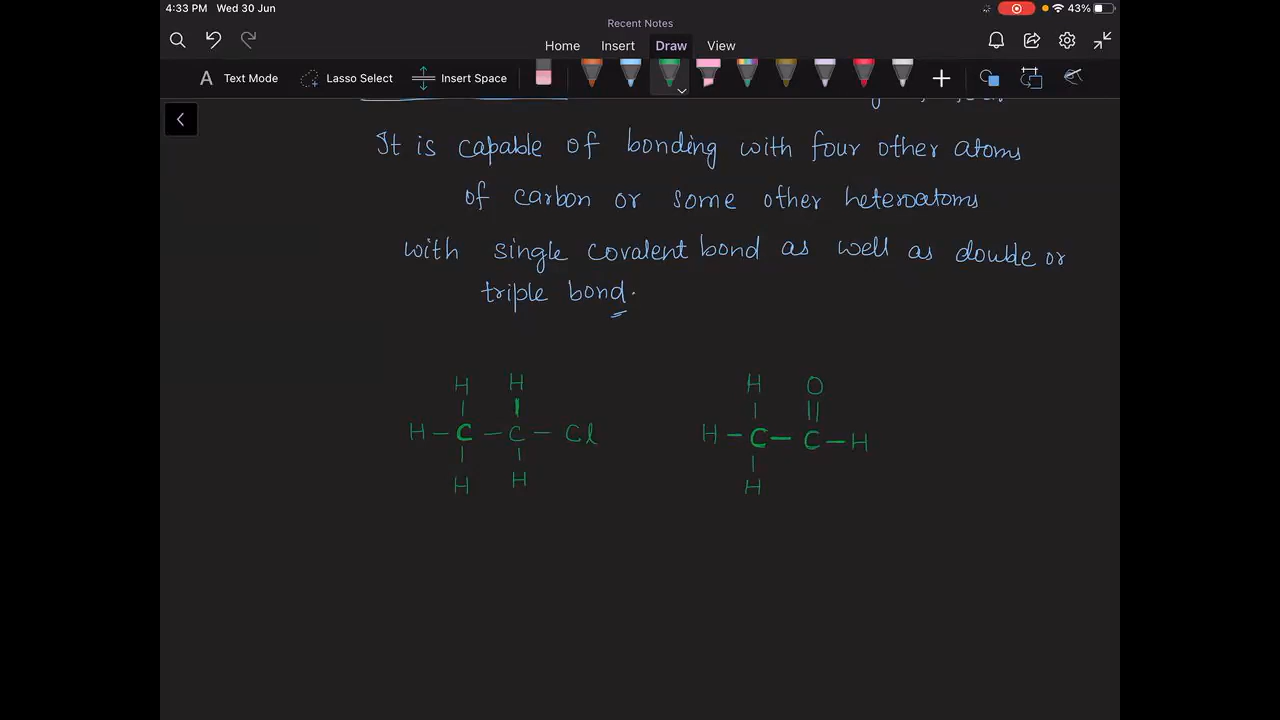 4:33 PM Wed 30 Jun
43%
Recent Notes
Home Insert Draw View
Text Mode Lasso Select Insert Space
It is capable of bonding with four other atoms
of carbon or some other heteroatoms
with single covalent bond as well as double or
triple bond.
H H H O
H – C – C – Cl H – C – C – H
H H H